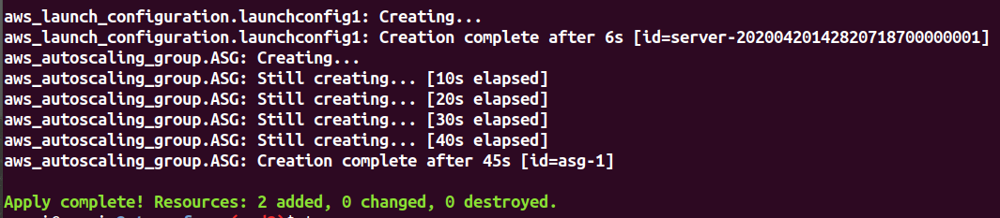 aws_launch_configuration.launchconfig1: Creating...
aws_launch_configuration.launchconfig1: Creation complete after 6s [id=server-20200420142820718700000001]
aws_autoscaling_group.ASG: Creating...
aws_autoscaling_group.ASG: Still creating... [10s elapsed]
aws_autoscaling_group.ASG: Still creating... [20s elapsed]
aws_autoscaling_group.ASG: Still creating... [30s elapsed]
aws_autoscaling_group.ASG: Still creating... [40s elapsed]
aws_autoscaling_group.ASG: Creation complete after 45s [id=asg-1]
Apply complete! Resources: 2 added, 0 changed, 0 destroyed.